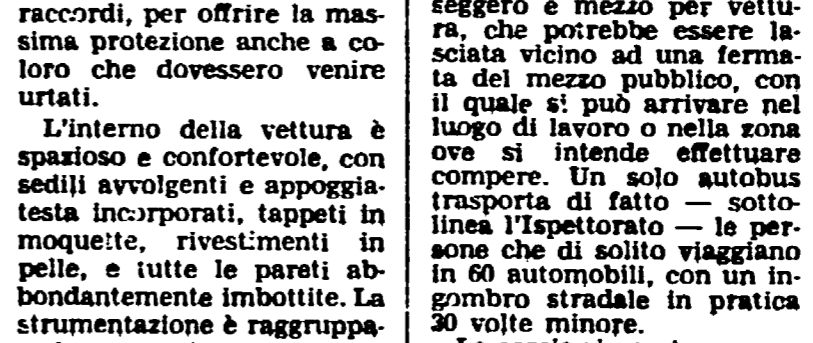 raccordi, per offrire la mas-
sima protezione anche a co-
loro che dovessero venire
urtati.
L'interno della vettura è
spazioso e confortevole, con
sedili avvolgenti e appoggia-
testa incorporati, tappeti in
moquette, rivestimenti in
pelle, e tutte le pareti ab-
bondantemente imbottite. La
strumentazione è raggruppa-
seggero e mezzo per vettu-
ra, che potrebbe essere la-
sciata vicino ad una ferma-
ta del mezzo pubblico, con
il quale si può arrivare nel
luogo di lavoro o nella zona
ove si intende effettuare
compere. Un solo autobus
trasporta di fatto — sotto-
linea l'Ispettorato — le per-
sone che di solito viaggiano
in 60 automobili, con un in-
gombro stradale in pratica
30 volte minore.